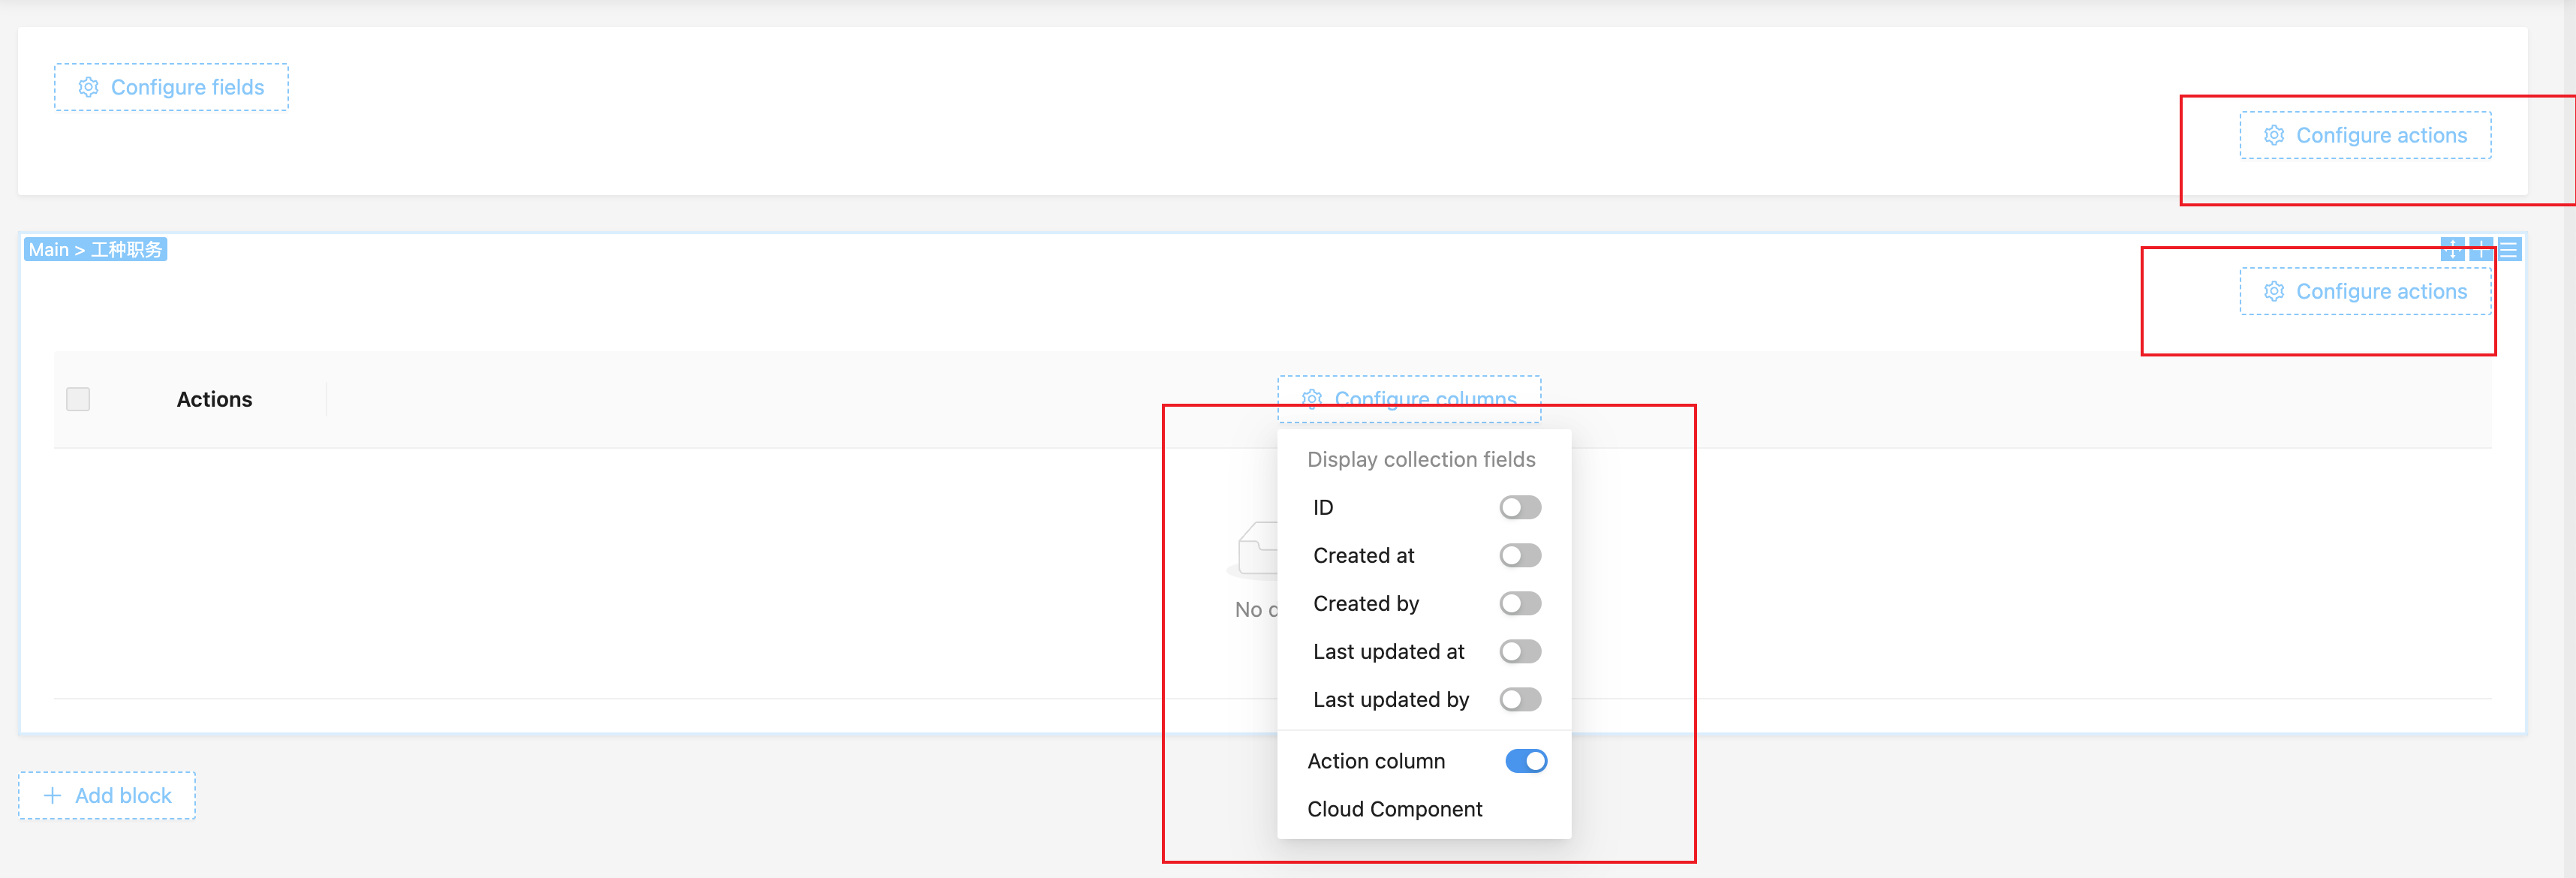 Configure fields
Configure actions
Main > 工种职务
Configure actions
Actions
Configure columns
Display collection fields
ID
Created at
Created by
No
Last updated at
Last updated by
Action column
Add block
Cloud Component